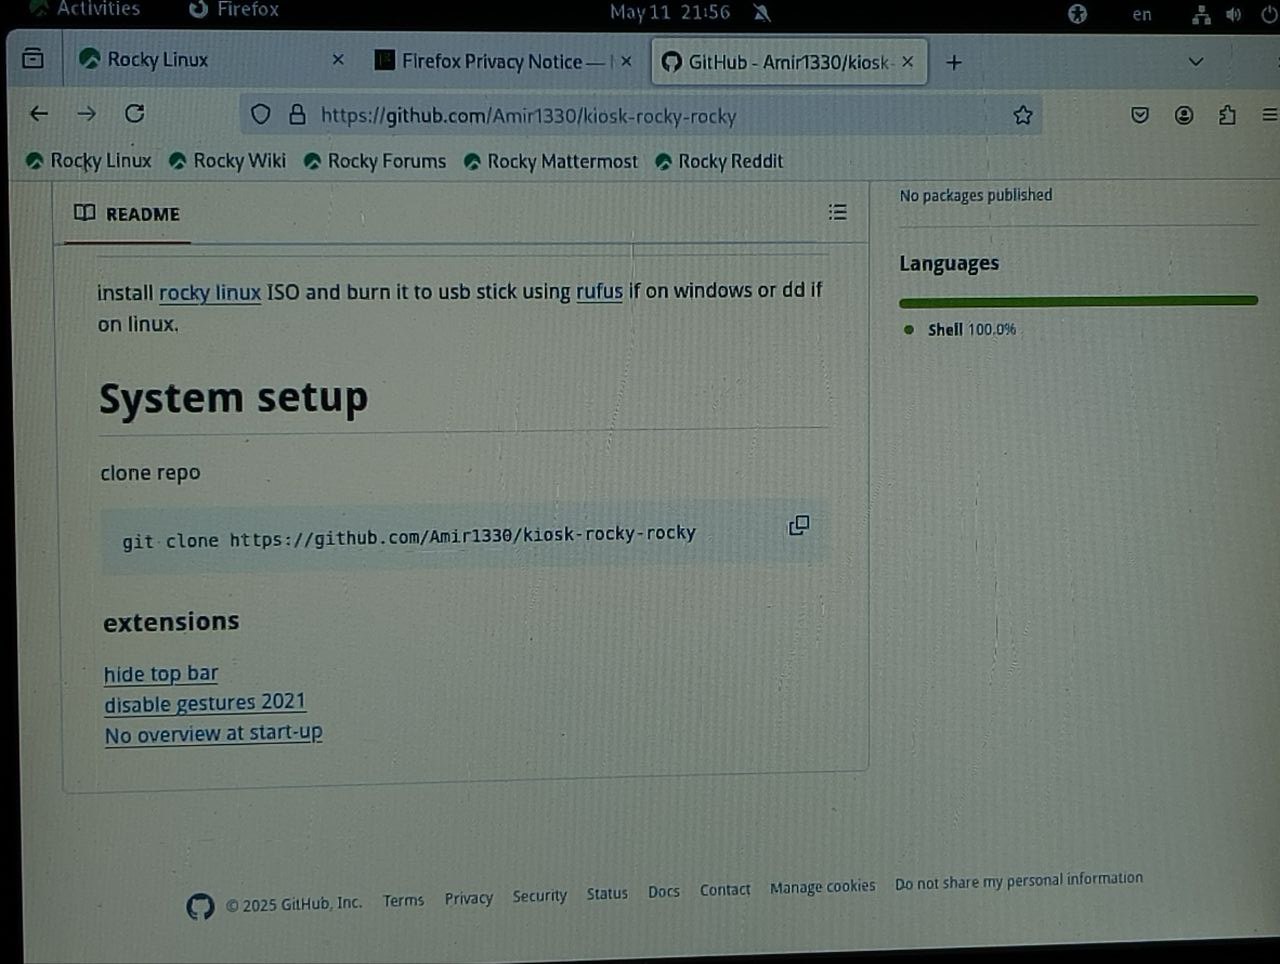 Activities Firefox May 11 21:56 en
Rocky Linux × Firefox Privacy Notice — × GitHub - Amir1330/kiosk- × +
https://github.com/Amir1330/kiosk-rocky-rocky
Rocky Linux Rocky Wiki Rocky Forums Rocky Mattermost Rocky Reddit
README
install rocky linux ISO and burn it to usb stick using rufus if on windows or dd if
on linux.
System setup
clone repo
git clone https://github.com/Amir1330/kiosk-rocky-rocky
extensions
hide top bar
disable gestures 2021
No overview at start-up
No packages published
Languages
Shell 100.0%
© 2025 GitHub, Inc. Terms Privacy Security Status Docs Contact Manage cookies Do not share my personal information